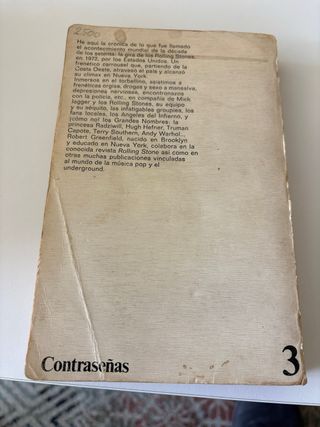 2500
He aquí la crónica de lo que fue llamado
el acontecimiento mundial de la década
de los setenta: la gira de los Rolling Stones,
en 1972, por los Estados Unidos. Un
frenético carrousel que, partiendo de la
Costa Oeste, atravesó el país y alcanzó
su clímax en Nueva York.
Inmersos en el torbellino, asistimos a
frenéticas orgías, drogas y sexo a mansalva,
depresiones nerviosas, encontronazos
con la policía, etc., en compañía de Mick
Jagger y los Rolling Stones, su equipo
y su séquito, las infatigables groupies, los
fans locales, los Angeles del Infierno, y
¡cómo no! los Grandes Nombres: la
princesa Radziwill, Hugh Hefner, Truman
Capote, Terry Southern, Andy Warhol...
Robert Greenfield, nacido en Brooklyn
y educado en Nueva York, colabora en la
conocida revista Rolling Stone así como en
otras muchas publicaciones vinculadas
al mundo de la música pop y el
underground.
Contraseñas
3